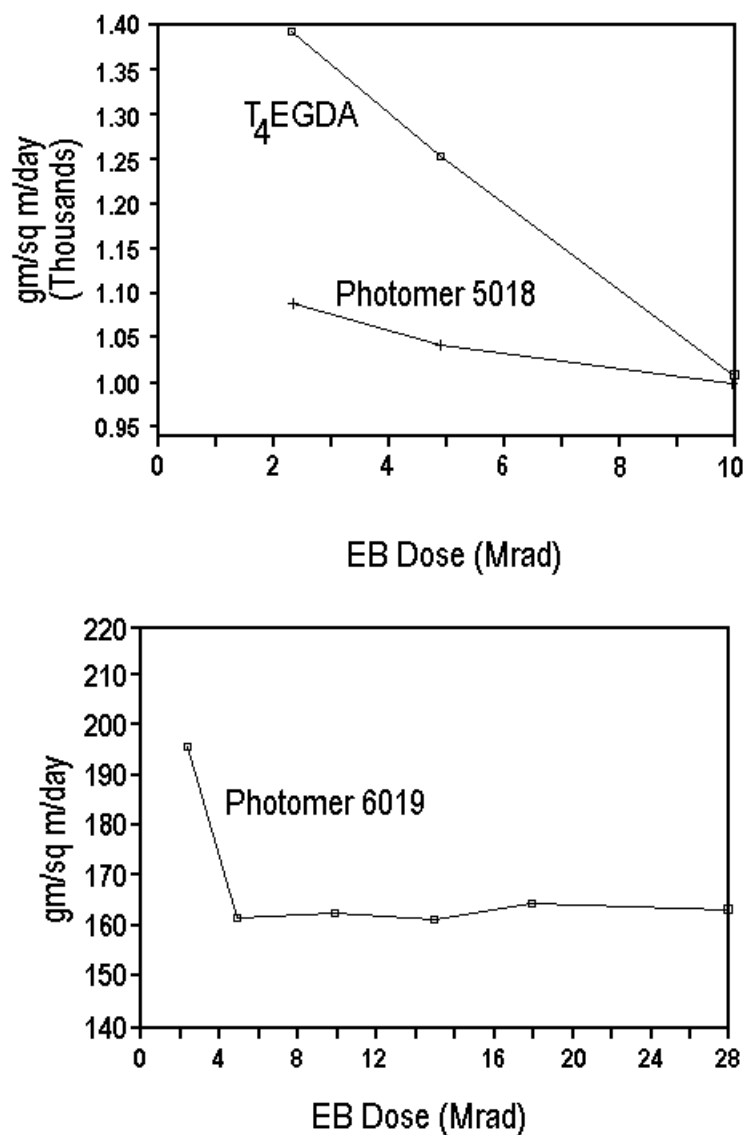 1.40
1.35
1.30
1.25
1.20
1.15
1.10
1.05
1.00
0.95
gm/sq m/day
(Thousands)
T4EGDA
Photomer 5018
0 2 4 6 8 10
EB Dose (Mrad)
220
210
200
190
180
170
160
150
140
gm/sq m/day
Photomer 6019
0 4 8 12 16 20 24 28
EB Dose (Mrad)